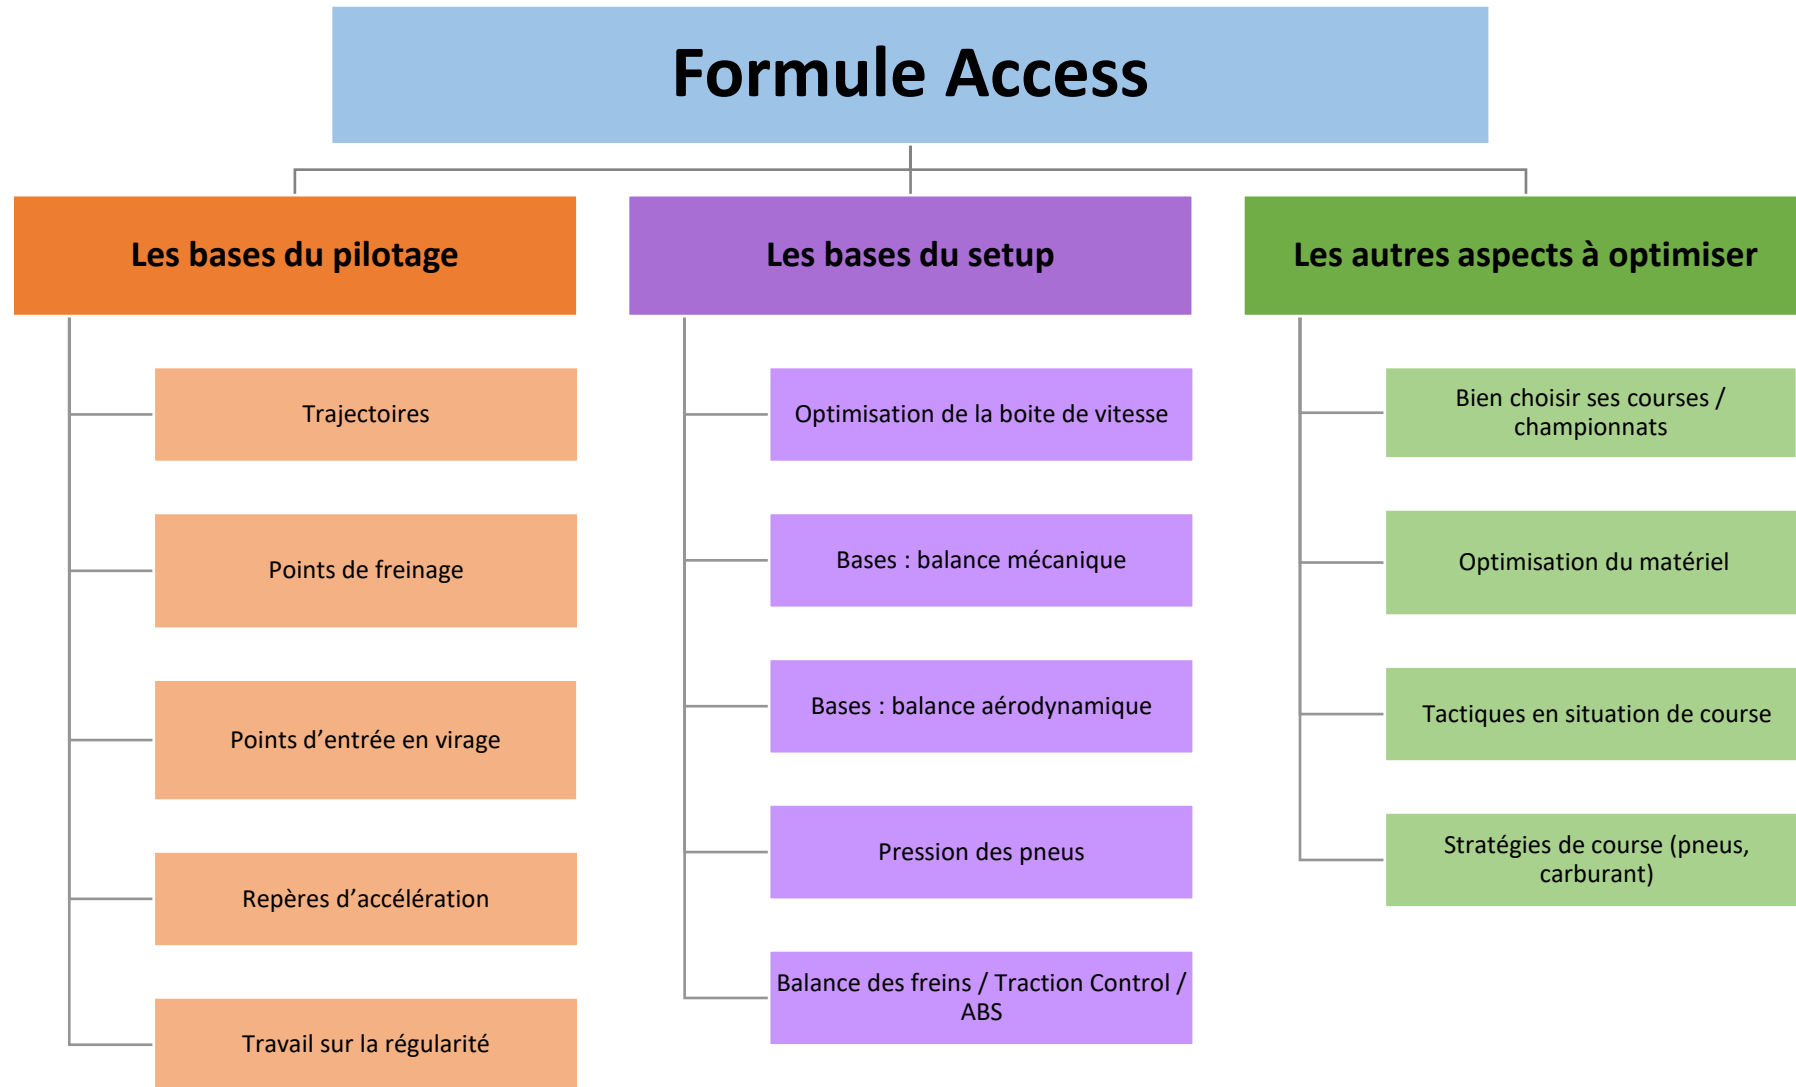 Formule Access
Les bases du pilotage
Trajectoires
Points de freinage
Points d’entrée en virage
Repères d’accélération
Travail sur la régularité
Les bases du setup
Optimisation de la boite de vitesse
Bases : balance mécanique
Bases : balance aérodynamique
Pression des pneus
Balance des freins / Traction Control /
ABS
Les autres aspects à optimiser
Bien choisir ses courses /
championnats
Optimisation du matériel
Tactiques en situation de course
Stratégies de course (pneus,
carburant)